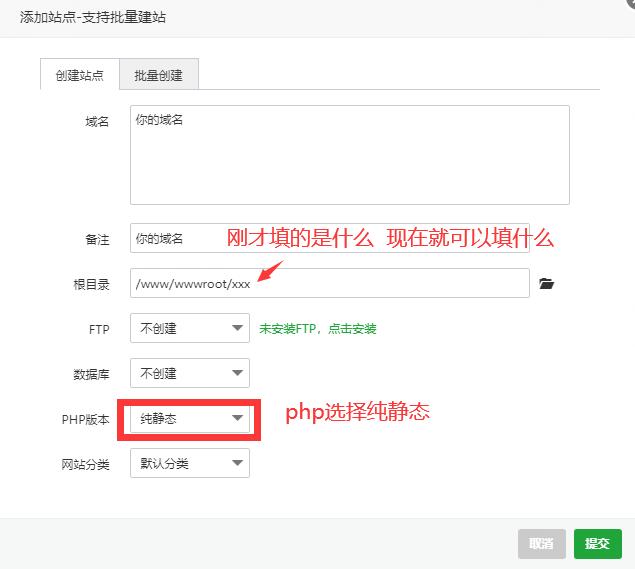 添加站点-支持批量建站
创建站点 批量创建
域名 你的域名
备注 你的域名
刚才填的是什么 现在就可以填什么
根目录 /www/wwwroot/xxx
FTP 不创建 未安装FTP，点击安装
数据库 不创建
PHP版本 纯静态 php选择纯静态
网站分类 默认分类
取消 提交